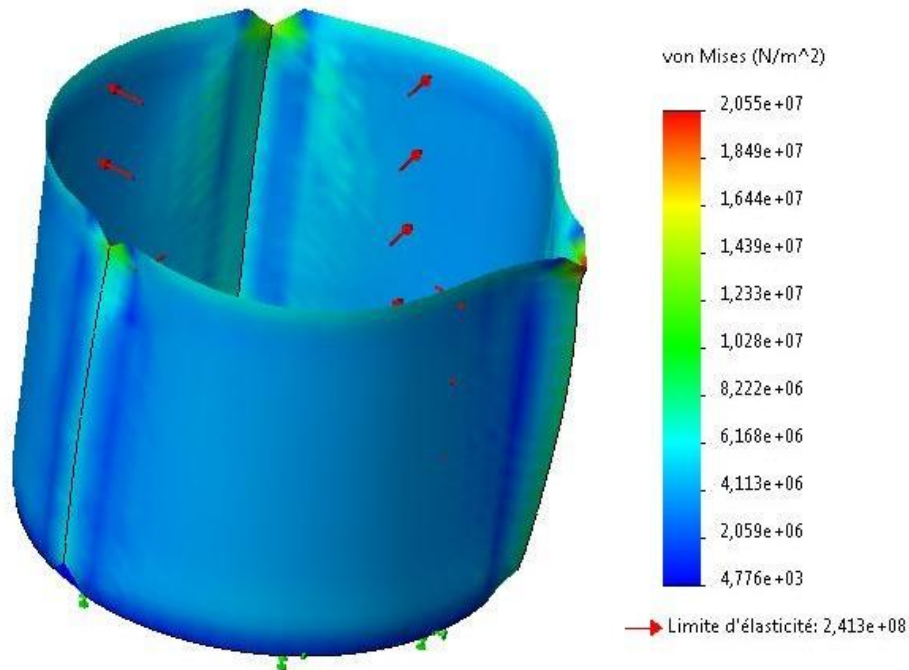 von Mises (N/m^2)
2,055e+07
1,849e+07
1,644e+07
1,439e+07
1,233e+07
1,028e+07
8,222e+06
6,168e+06
4,113e+06
2,059e+06
4,776e+03
Limite d'élasticité: 2,413e+08